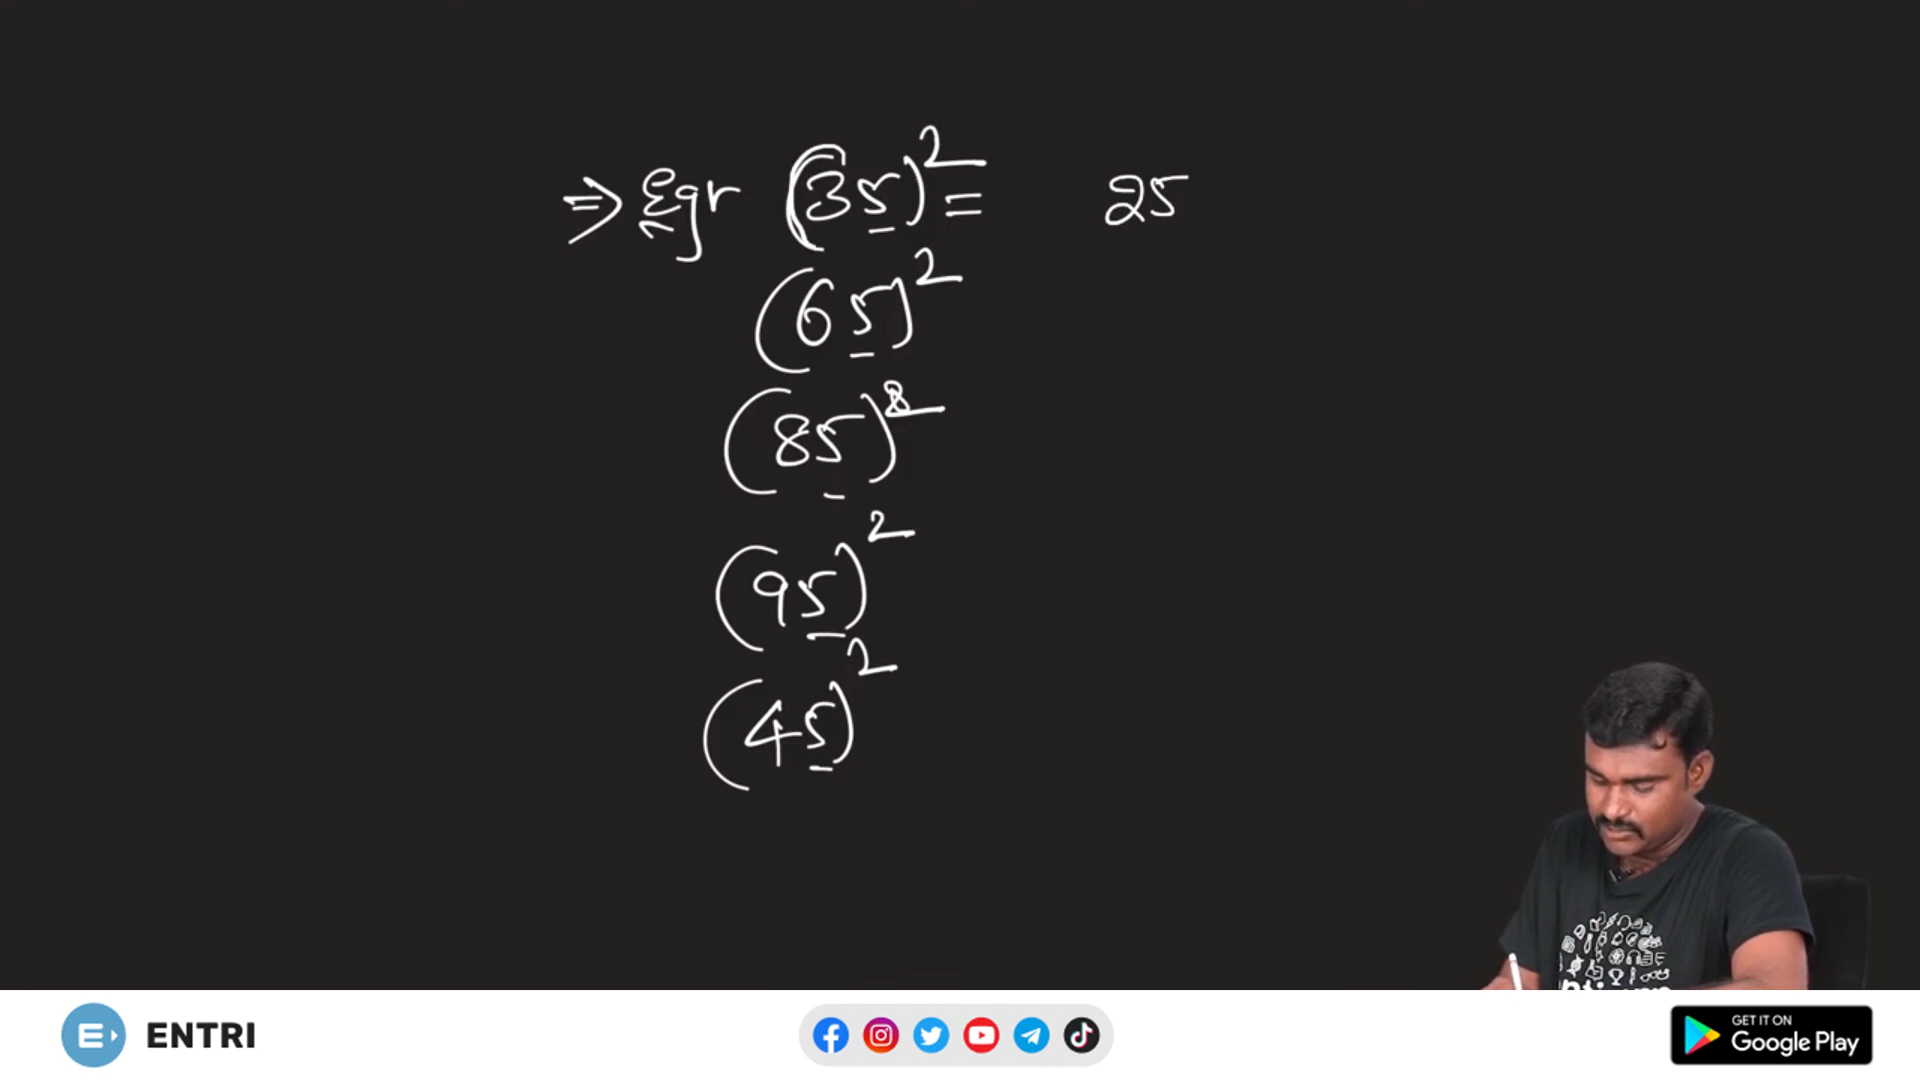 ⇒ Egr (35)² = 25
(65)²
(85)²
(95)²
(45)²
ENTRI
GET IT ON
Google Play